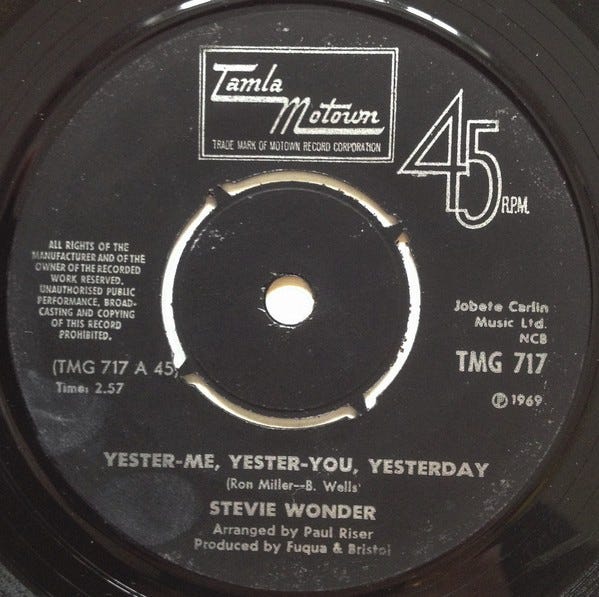 Tamla
Motown
TRADE MARK OF MOTOWN RECORD CORPORATION
45
R.P.M.
ALL RIGHTS OF THE
MANUFACTURER AND OF THE
OWNER OF THE RECORDED
WORK RESERVED.
UNAUTHORISED PUBLIC
PERFORMANCE, BROAD-
CASTING AND COPYING
OF THIS RECORD
PROHIBITED.
(TMG 717 A 45)
Time: 2.57
Jobete Carlin
Music Ltd.
NCB
TMG 717
℗ 1969
YESTER-ME, YESTER-YOU, YESTERDAY
(Ron Miller--B. Wells)
STEVIE WONDER
Arranged by Paul Riser
Produced by Fuqua & Bristol